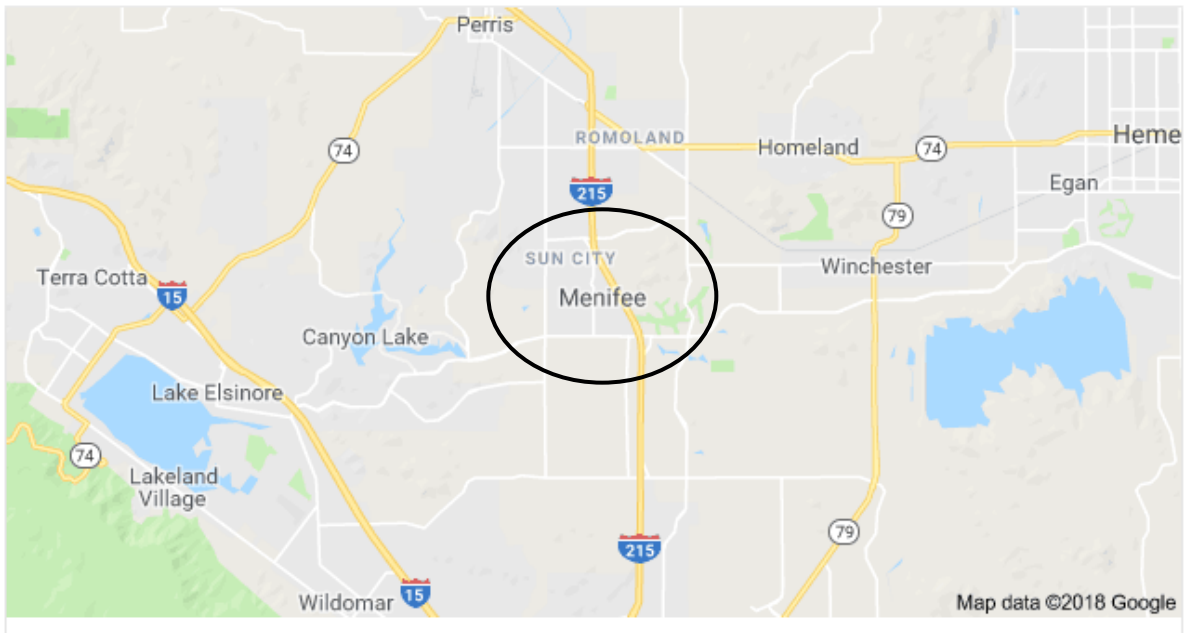 Perris
ROMOLAND
Homeland
74
Heme
74
Egan
215
79
SUN CITY
Winchester
Terra Cotta
15
Menifee
Canyon Lake
Lake Elsinore
74
Lakeland
Village
79
215
15
Wildomar
Map data ©2018 Google